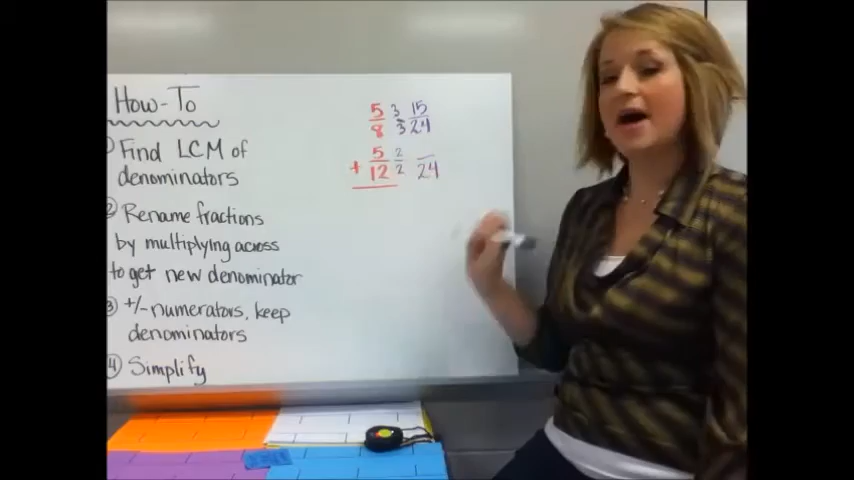 How-To
1 Find LCM of
denominators
2 Rename fractions
by multiplying across
to get new denominator
3 +/- numerators, keep
denominators
4 Simplify
5/8 3/3 15/24
+ 5/12 2/2 /24